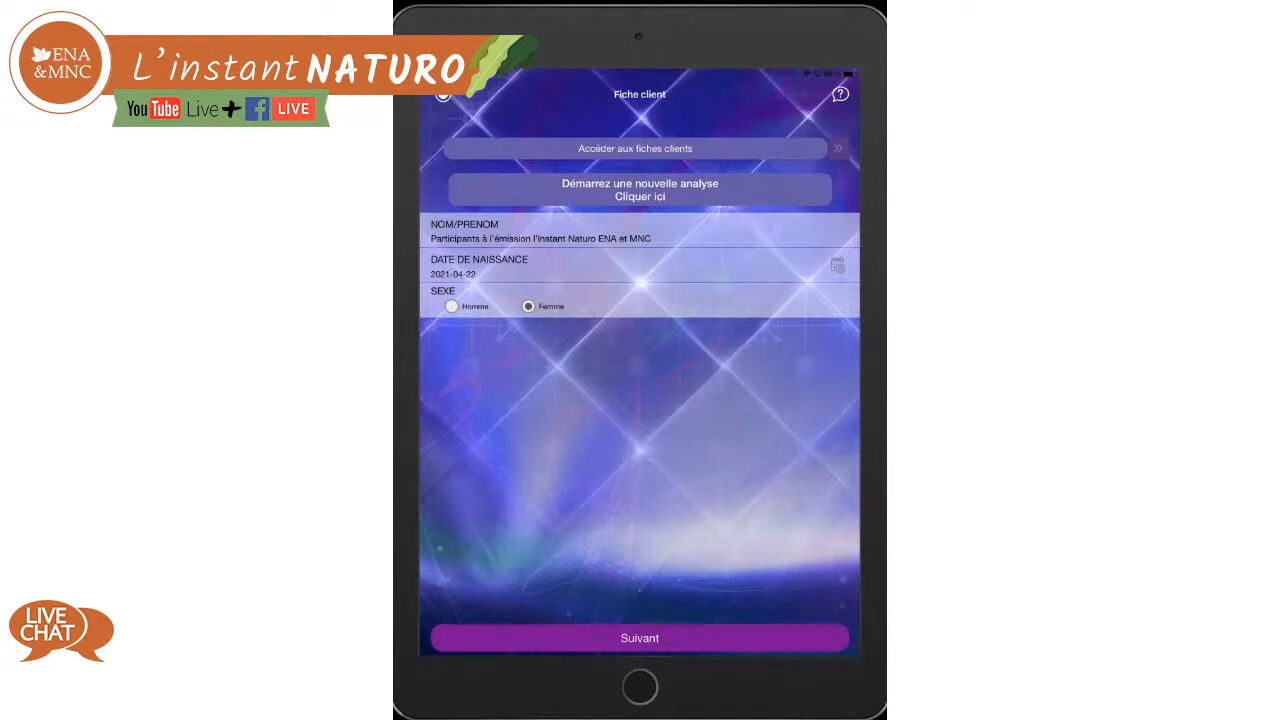 ENA
&MNC
L'instant NATURO
YouTube Live + f LIVE
Fiche client
Accéder aux fiches clients
Démarrez une nouvelle analyse
Cliquer ici
NOM/PRENOM
Participants à l'émission l'instant Naturo ENA et MNC
DATE DE NAISSANCE
2021-04-22
SEXE
Homme Femme
Suivant
LIVE
CHAT